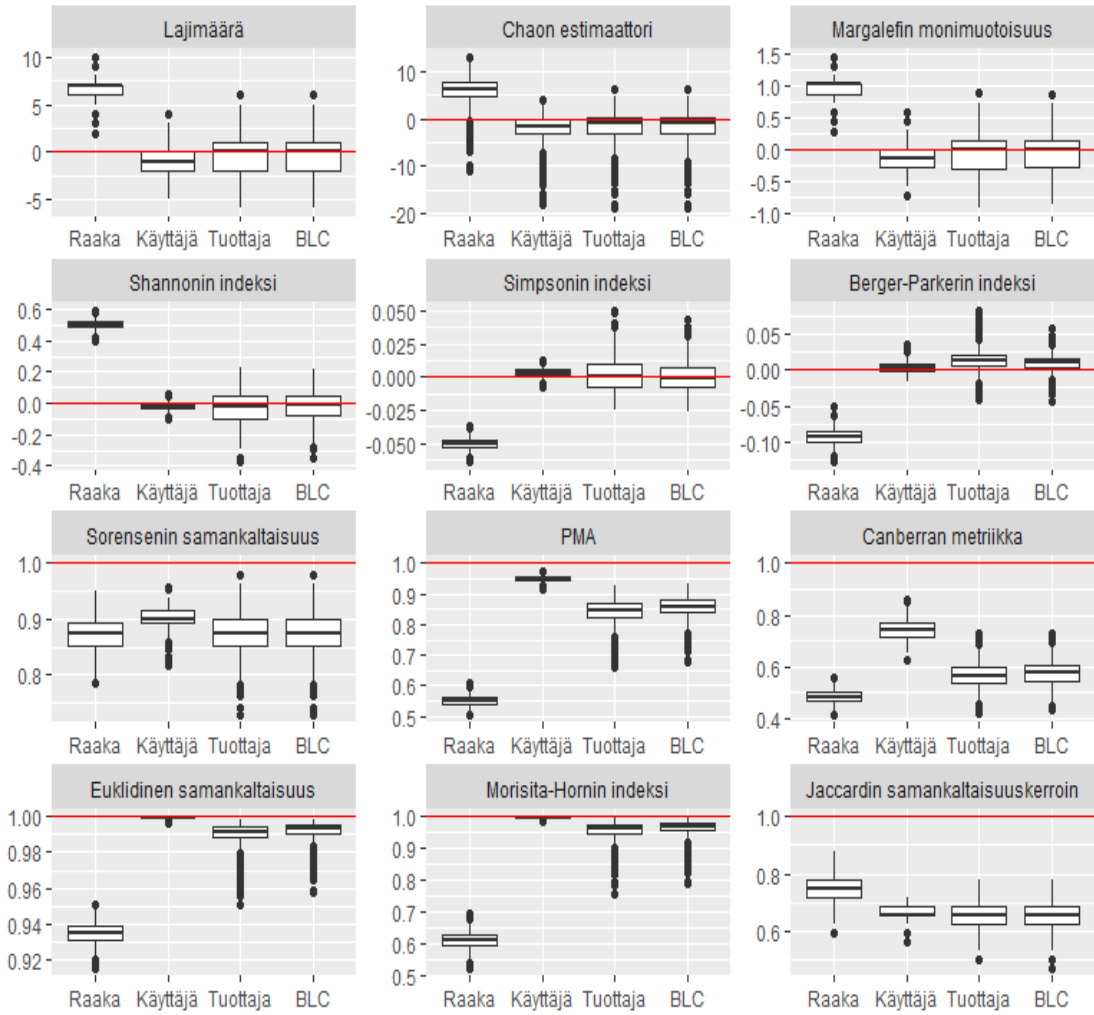 Lajimäärä
10
5
0
-5
Raaka Käyttäjä Tuottaja BLC
Chaon estimaattori
10
0
-10
-20
Raaka Käyttäjä Tuottaja BLC
Margalefin monimuotoisuus
1.5
1.0
0.5
0.0
-0.5
-1.0
Raaka Käyttäjä Tuottaja BLC
Shannonin indeksi
0.6
0.4
0.2
0.0
-0.2
-0.4
Raaka Käyttäjä Tuottaja BLC
Simpsonin indeksi
0.050
0.025
0.000
-0.025
-0.050
Raaka Käyttäjä Tuottaja BLC
Berger-Parkerin indeksi
0.05
0.00
-0.05
-0.10
Raaka Käyttäjä Tuottaja BLC
Sorensenin samankaltaisuus
1.0
0.9
0.8
Raaka Käyttäjä Tuottaja BLC
PMA
1.0
0.9
0.8
0.7
0.6
0.5
Raaka Käyttäjä Tuottaja BLC
Canberran metriikka
1.0
0.8
0.6
0.4
Raaka Käyttäjä Tuottaja BLC
Euklidinen samankaltaisuus
1.00
0.98
0.96
0.94
0.92
Raaka Käyttäjä Tuottaja BLC
Morisita-Hornin indeksi
1.0
0.9
0.8
0.7
0.6
0.5
Raaka Käyttäjä Tuottaja BLC
Jaccardin samankaltaisuuskerroin
1.0
0.8
0.6
Raaka Käyttäjä Tuottaja BLC